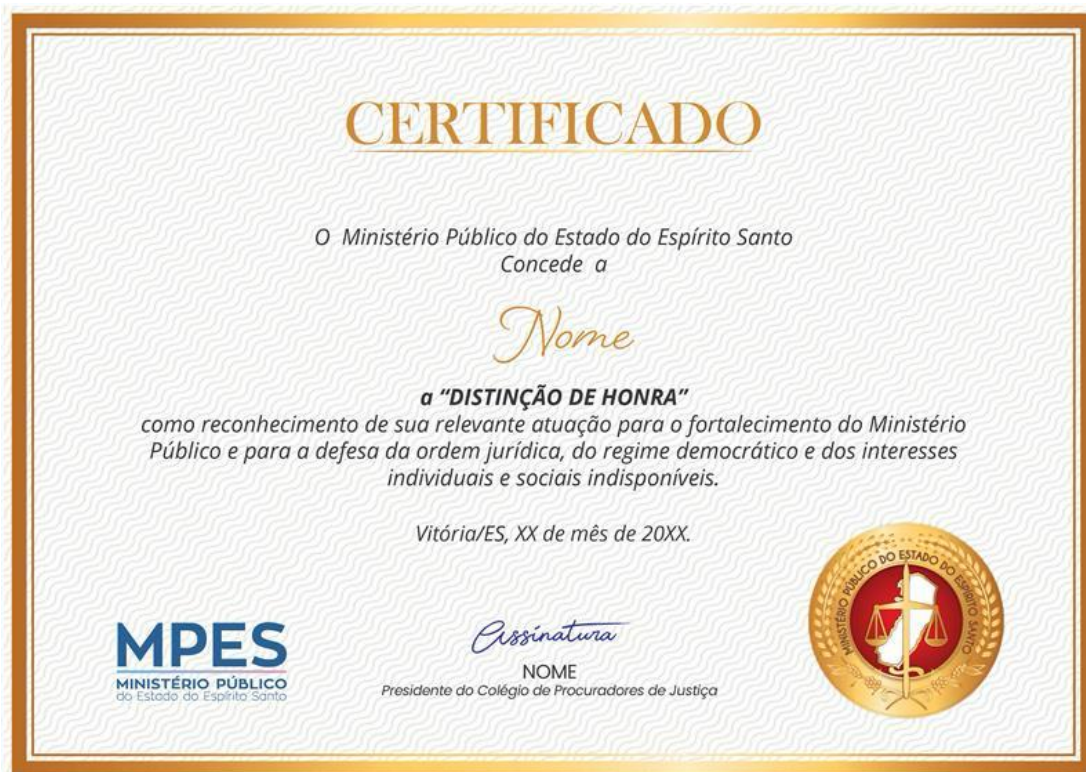 CERTIFICADO
O Ministério Público do Estado do Espírito Santo
Concede a
Nome
a “DISTINÇÃO DE HONRA”
como reconhecimento de sua relevante atuação para o fortalecimento do Ministério
Público e para a defesa da ordem jurídica, do regime democrático e dos interesses
individuais e sociais indisponíveis.
Vitória/ES, XX de mês de 20XX.
MPES
MINISTÉRIO PÚBLICO
do Estado do Espírito Santo
Assinatura
NOME
Presidente do Colégio de Procuradores de Justiça
MINISTÉRIO PÚBLICO DO ESTADO DO ESPÍRITO SANTO